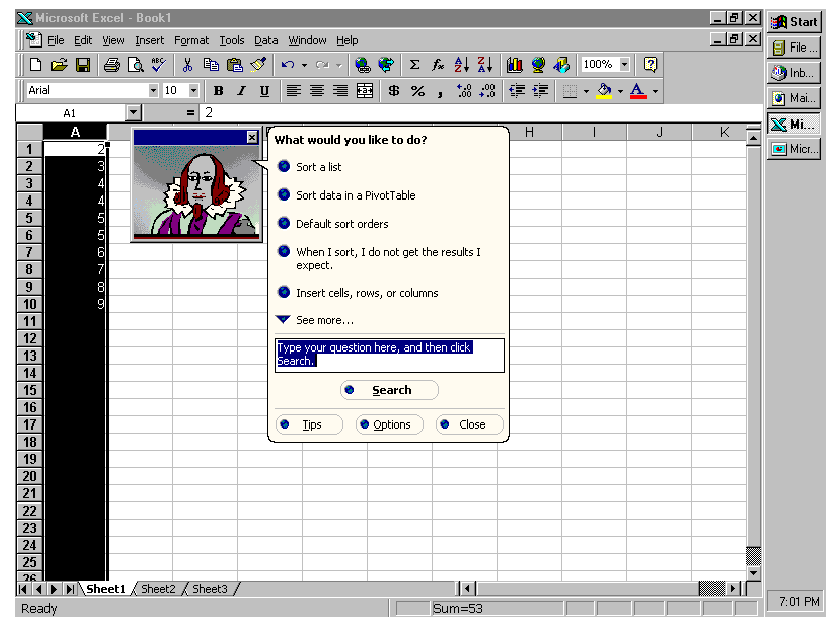 Microsoft Excel - Book1
File Edit View Insert Format Tools Data Window Help
100%
Arial 10 B I U $ % ,
A1 = 2
A H I J K
1 2
2 3
3 4
4 4
5 5
6 5
7 6
8 7
9 8
10 9
11
12
13
14
15
16
17
18
19
20
21
22
23
24
25
26
What would you like to do?
Sort a list
Sort data in a PivotTable
Default sort orders
When I sort, I do not get the results I
expect.
Insert cells, rows, or columns
See more...
Type your question here, and then click
Search.
Search
Tips Options Close
Sheet1 Sheet2 Sheet3
Ready Sum=53
Start
File ...
Inb...
Mai...
Mi...
Micr...
7:01 PM